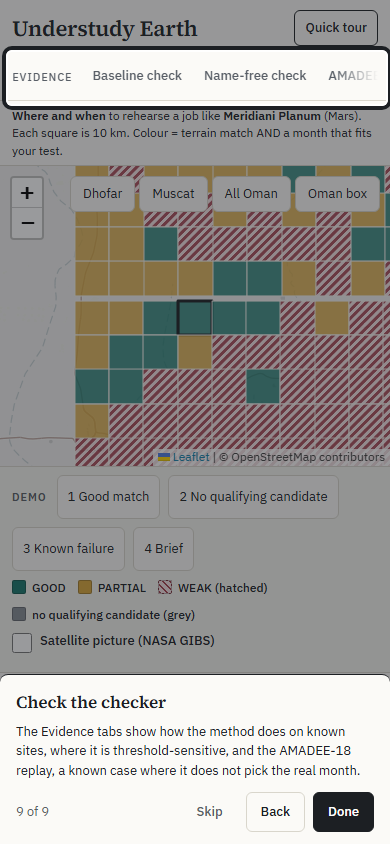 Understudy Earth
Quick tour
EVIDENCE Baseline check Name-free check
Where and when to rehearse a job like Meridiani Planum (Mars).
Each square is 10 km. Colour = terrain match AND a month that fits
your test.
+
−
Dhofar Muscat All Oman Oman box
Leaflet | © OpenStreetMap contributors
DEMO 1 Good match 2 No qualifying candidate
3 Known failure 4 Brief
GOOD PARTIAL WEAK (hatched)
no qualifying candidate (grey)
Satellite picture (NASA GIBS)
Check the checker
The Evidence tabs show how the method does on known
sites, where it is threshold-sensitive, and the AMADEE-18
replay, a known case where it does not pick the real month.
9 of 9 Skip Back Done